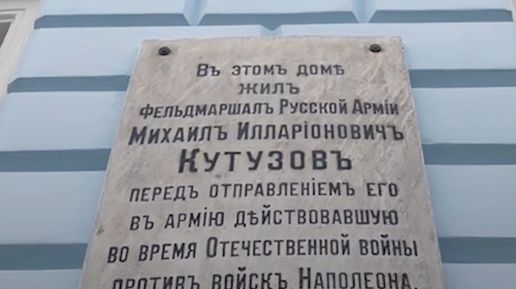 Въ этомъ домѣ
жилъ
Фельдмаршалъ Русской Арміи
Михаилъ Илларіоновичъ
Кутузовъ
передъ отправленіемъ его
въ армію дѣйствовавшую
во время Отечественной войны
противъ войскъ Наполеона.